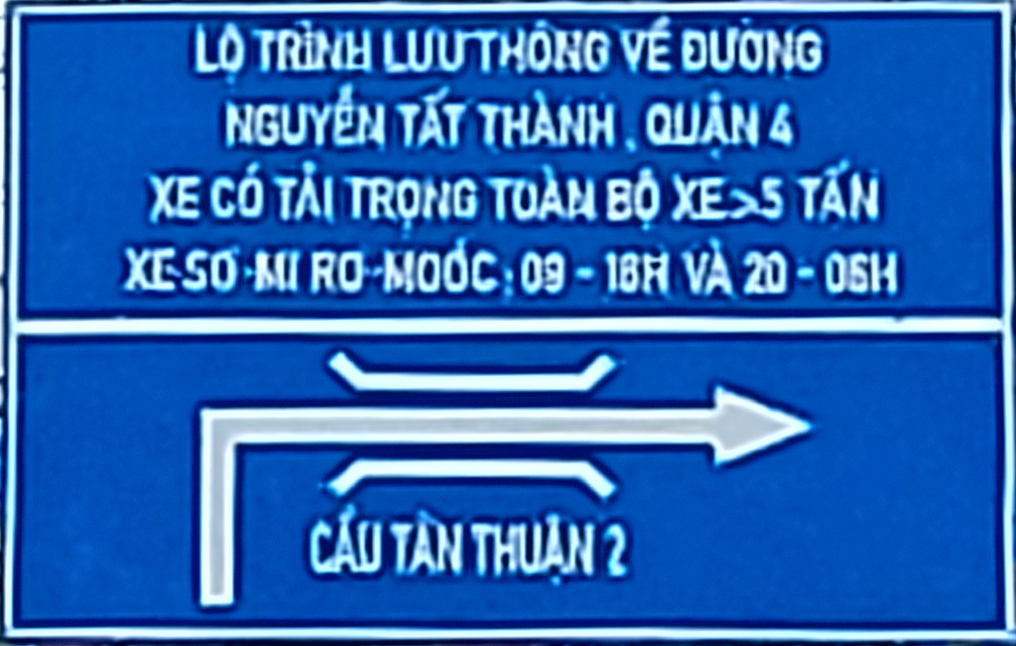 LỘ TRÌNH LƯU THÔNG VỀ ĐƯỜNG
NGUYỄN TẤT THÀNH , QUẬN 4
XE CÓ TẢI TRỌNG TOÀN BỘ XE>5 TẤN
XE SƠ MI RƠ-MOÓC; 09 - 16H VÀ 20 - 06H
CẦU TÂN THUẬN 2